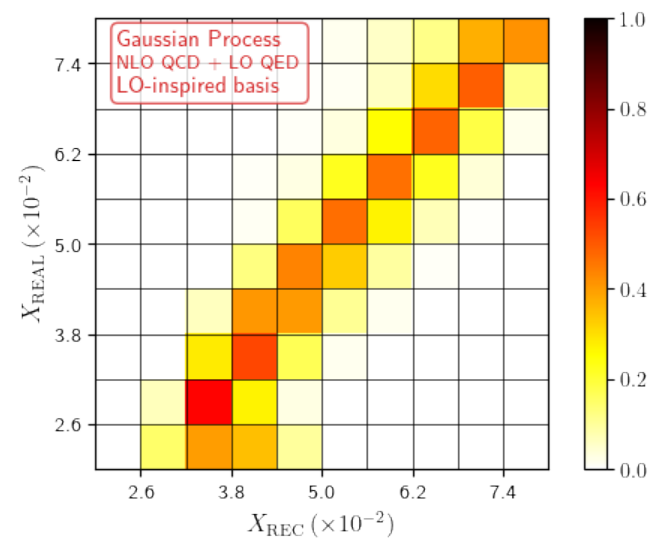 Gaussian Process
NLO QCD + LO QED
LO-inspired basis
7.4
6.2
5.0
3.8
2.6
X_REAL (×10⁻²)
2.6 3.8 5.0 6.2 7.4
X_REC (×10⁻²)
1.0
0.8
0.6
0.4
0.2
0.0